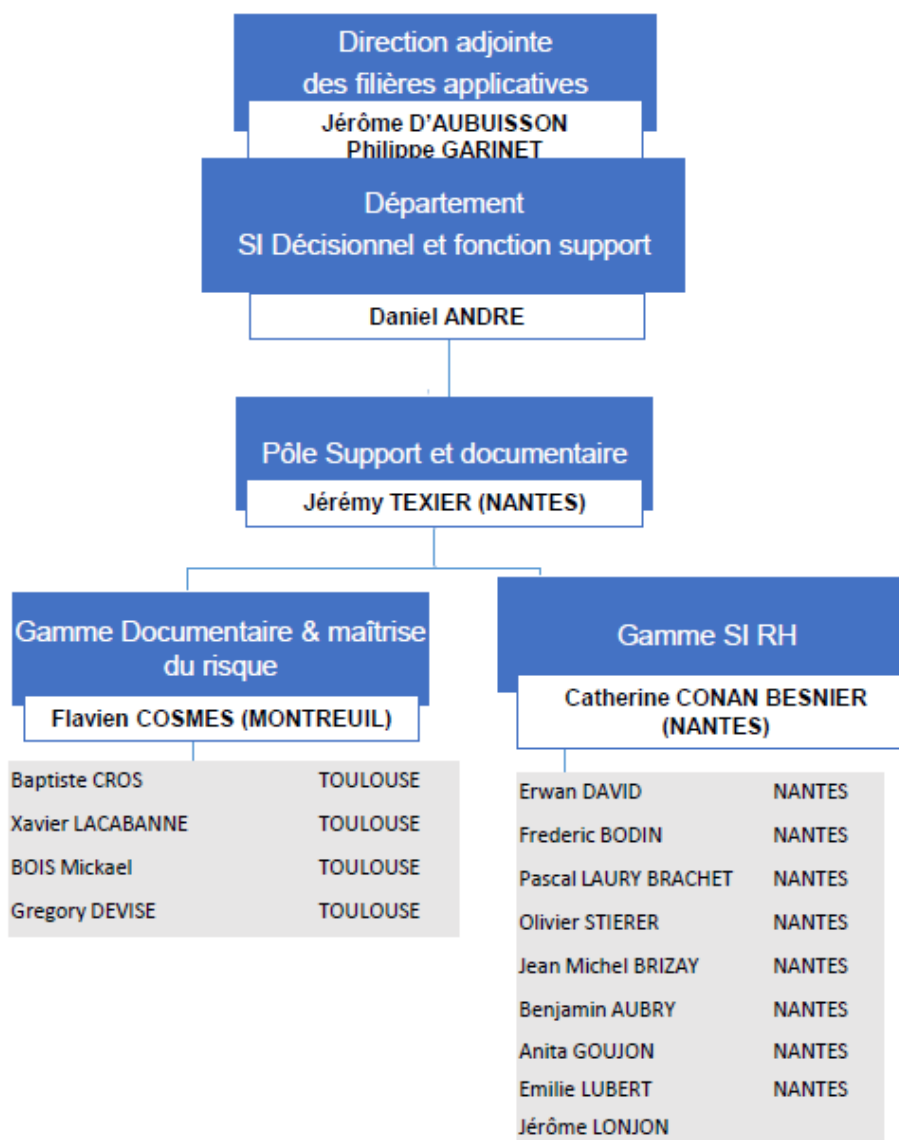 Direction adjointe
des filières applicatives
Jérôme D'AUBUISSON
Philippe GARINET
Département
SI Décisionnel et fonction support
Daniel ANDRE
Pôle Support et documentaire
Jérémy TEXIER (NANTES)
Gamme Documentaire & maîtrise
du risque
Flavien COSMES (MONTREUIL)
Baptiste CROS TOULOUSE
Xavier LACABANNE TOULOUSE
BOIS Mickael TOULOUSE
Gregory DEVISE TOULOUSE
Gamme SI RH
Catherine CONAN BESNIER
(NANTES)
Erwan DAVID NANTES
Frederic BODIN NANTES
Pascal LAURY BRACHET NANTES
Olivier STIERER NANTES
Jean Michel BRIZAY NANTES
Benjamin AUBRY NANTES
Anita GOUJON NANTES
Emilie LUBERT NANTES
Jérôme LONJON